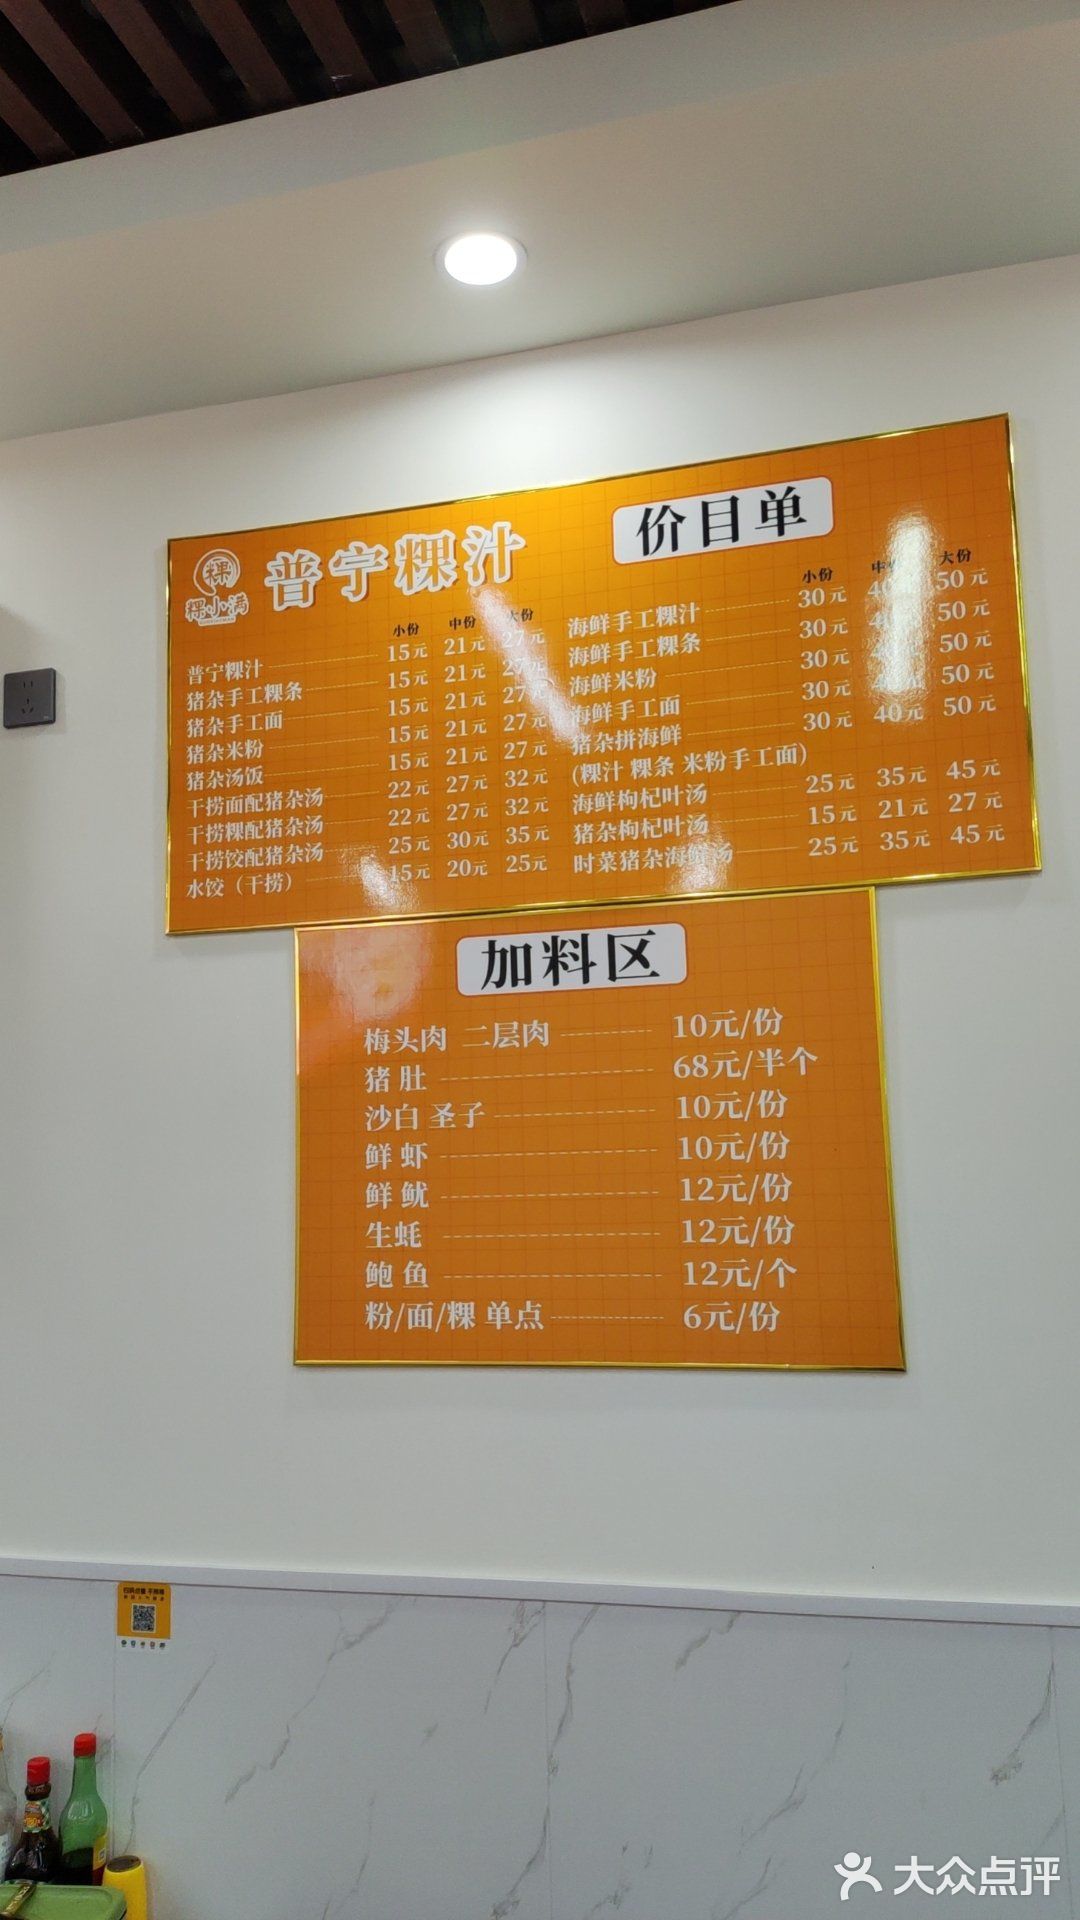 粿
粿小满
普宁粿汁
价目单
小份 中份 大份
普宁粿汁 15元 21元 27元
猪杂手工粿条 15元 21元 27元
猪杂手工面 15元 21元 27元
猪杂米粉 15元 21元 27元
猪杂汤饭 15元 21元 27元
干捞面配猪杂汤 22元 27元 32元
干捞粿配猪杂汤 22元 27元 32元
干捞饺配猪杂汤 25元 30元 35元
水饺（干捞） 15元 20元 25元
小份 中份 大份
海鲜手工粿汁 30元 40元 50元
海鲜手工粿条 30元 40元 50元
海鲜米粉 30元 50元
海鲜手工面 30元 40元 50元
猪杂拼海鲜 30元 40元 50元
(粿汁 粿条 米粉手工面)
海鲜枸杞叶汤 25元 35元 45元
猪杂枸杞叶汤 15元 21元 27元
时菜猪杂海鲜汤 25元 35元 45元
加料区
梅头肉 二层肉 10元/份
猪肚 68元/半个
沙白 圣子 10元/份
鲜虾 10元/份
鲜鱿 12元/份
生蚝 12元/份
鲍鱼 12元/个
粉/面/粿 单点 6元/份
大众点评